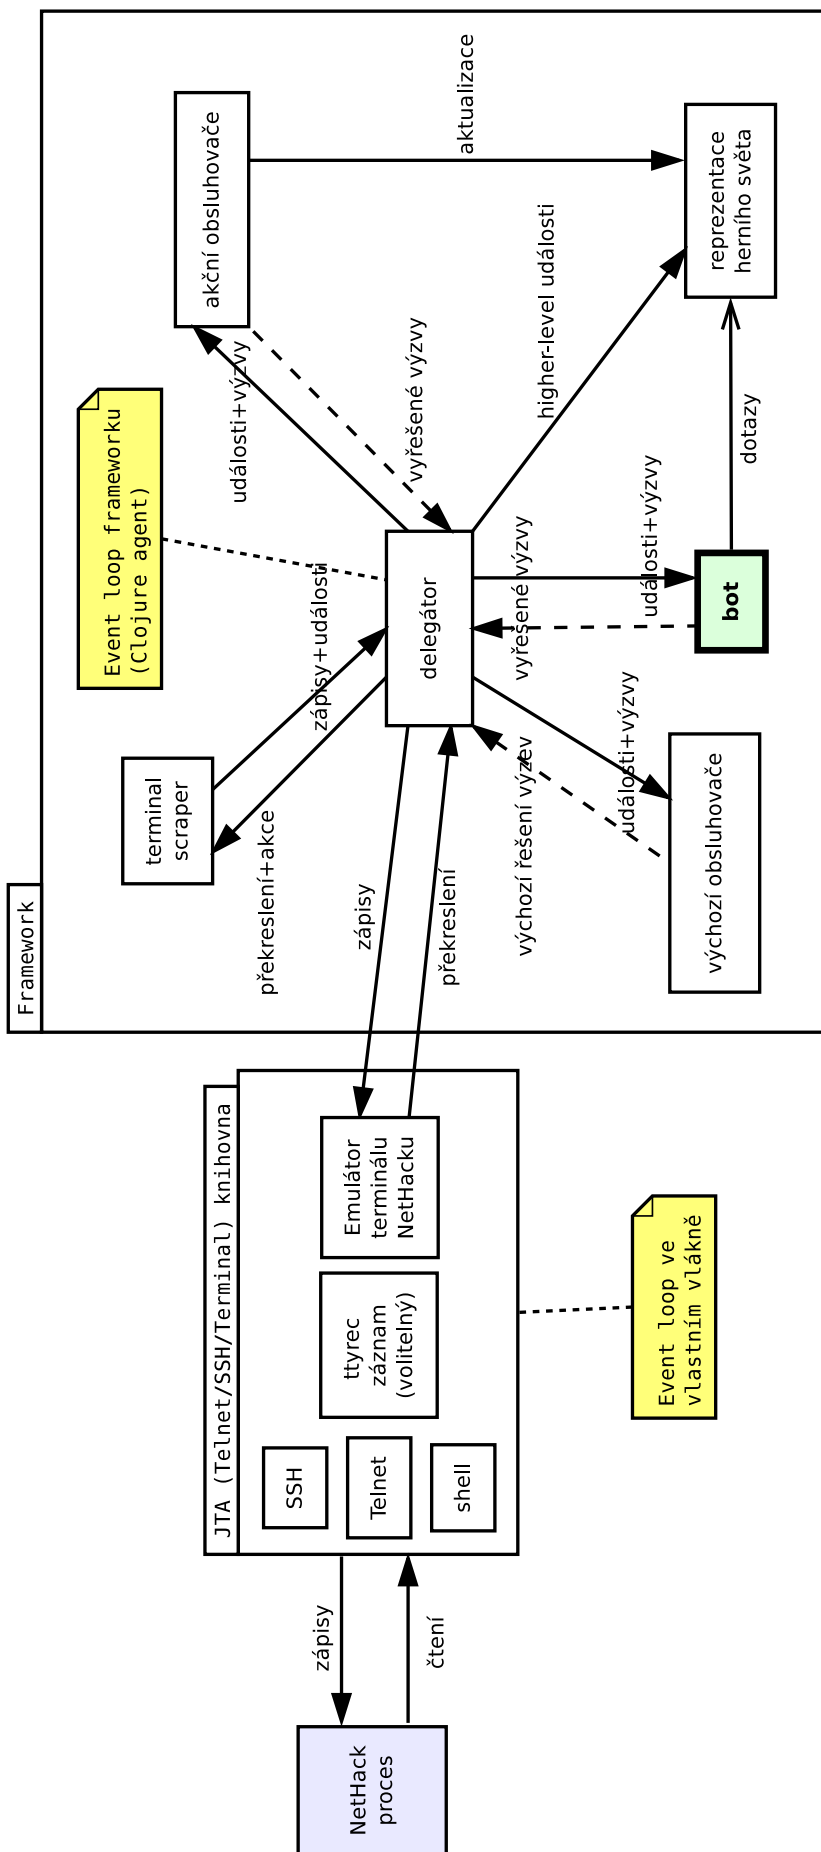 NetHack
proces
zápisy
čtení
JTA (Telnet/SSH/Terminal) knihovna
SSH
Telnet
shell
ttyrec
záznam
(volitelný)
Emulátor
terminálu
NetHacku
Event loop ve
vlastním vlákně
Framework
zápisy
překreslení
terminal
scraper
překreslení+akce
zápisy+události
Event loop frameworku
(Clojure agent)
delegátor
výchozí obsluhovače
výchozí řešení výzev
události+výzvy
bot
vyřešené výzvy
události+výzvy
dotazy
akční obsluhovače
události+výzvy
vyřešené výzvy
higher-level události
aktualizace
reprezentace
herního světa